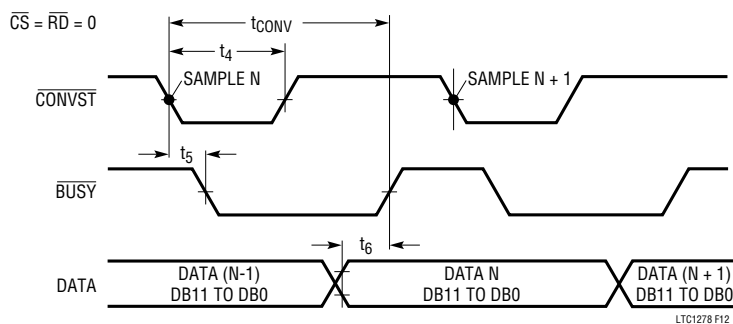 CS = RD = 0
tCONV
t4
SAMPLE N
SAMPLE N + 1
CONVST
t5
BUSY
t6
DATA
DATA (N-1)
DB11 TO DB0
DATA N
DB11 TO DB0
DATA (N + 1)
DB11 TO DB0
LTC1278 F12